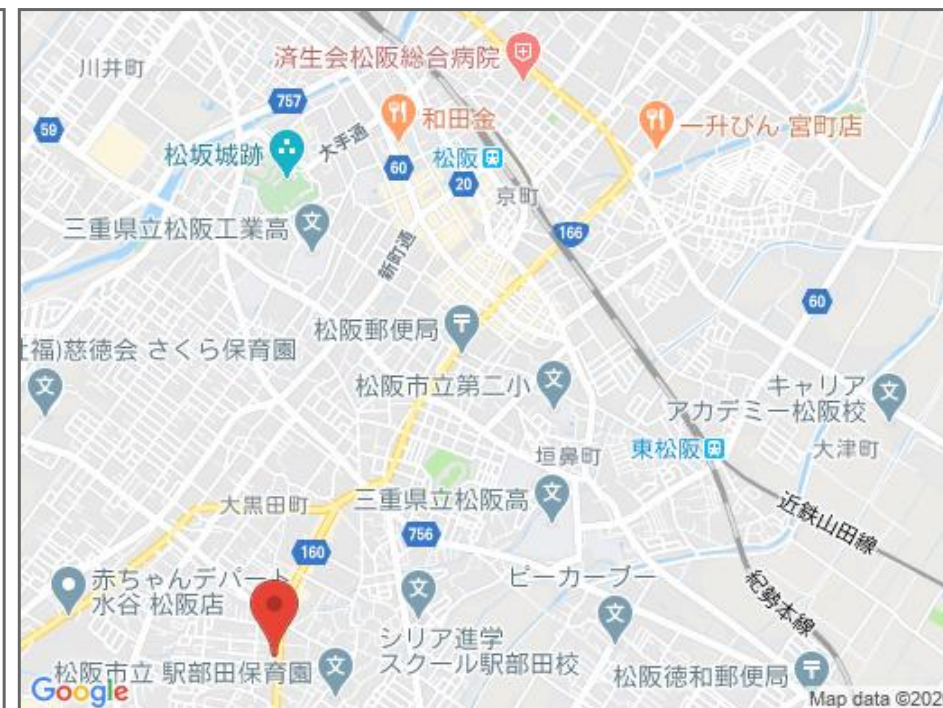 川井町
済生会松阪総合病院
757
59
和田金
一升びん 宮町店
大手通
松坂城跡
松阪
60
20
京町
三重県立松阪工業高
166
新町通
60
松阪郵便局
社福)慈徳会 さくら保育園
松阪市立第二小
キャリア
アカデミー松阪校
垣鼻町
東松阪
大津町
大黒田町
三重県立松阪高
756
160
近鉄山田線
赤ちゃんデパート
水谷 松阪店
ピーカーブー
紀勢本線
シリア進学
スクール駅部田校
松阪市立 駅部田保育園
松阪徳和郵便局
Google
Map data ©202